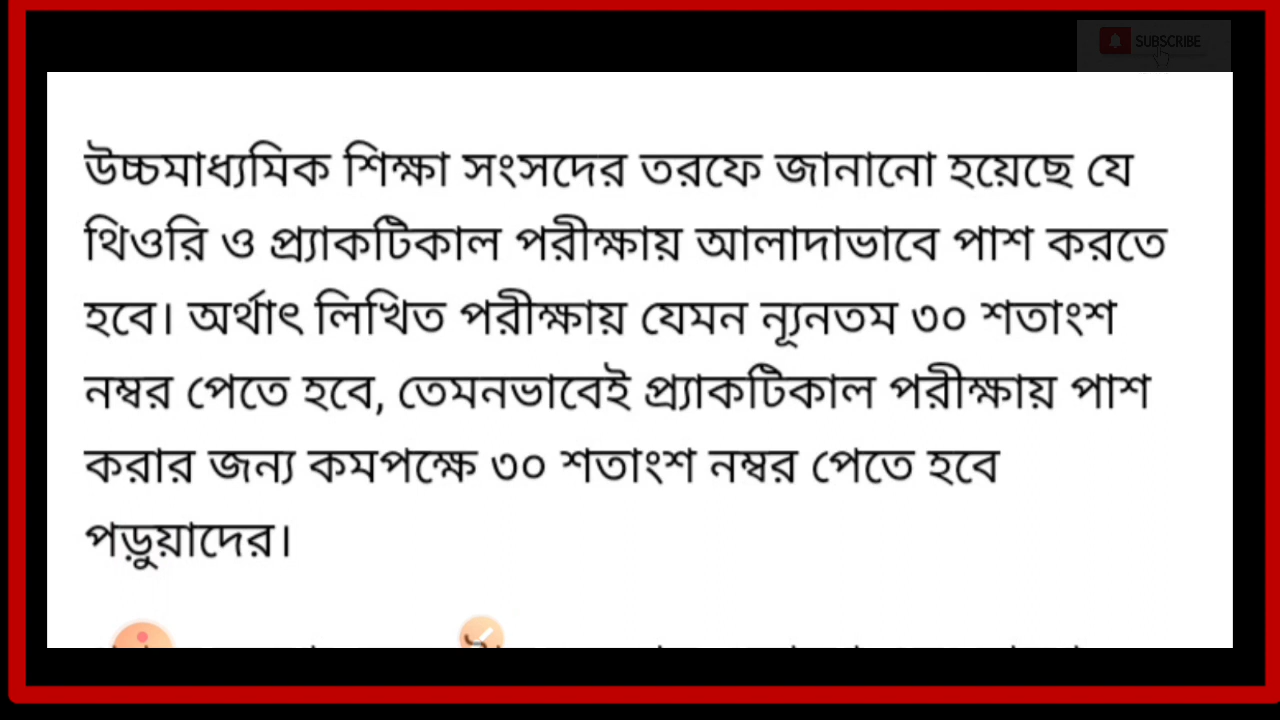 SUBSCRIBE
উচ্চমাধ্যমিক শিক্ষা সংসদের তরফে জানানো হয়েছে যে
থিওরি ও প্র্যাকটিকাল পরীক্ষায় আলাদাভাবে পাশ করতে
হবে। অর্থাৎ লিখিত পরীক্ষায় যেমন ন্যূনতম ৩০ শতাংশ
নম্বর পেতে হবে, তেমনভাবেই প্র্যাকটিকাল পরীক্ষায় পাশ
করার জন্য কমপক্ষে ৩০ শতাংশ নম্বর পেতে হবে
পড়ুয়াদের।